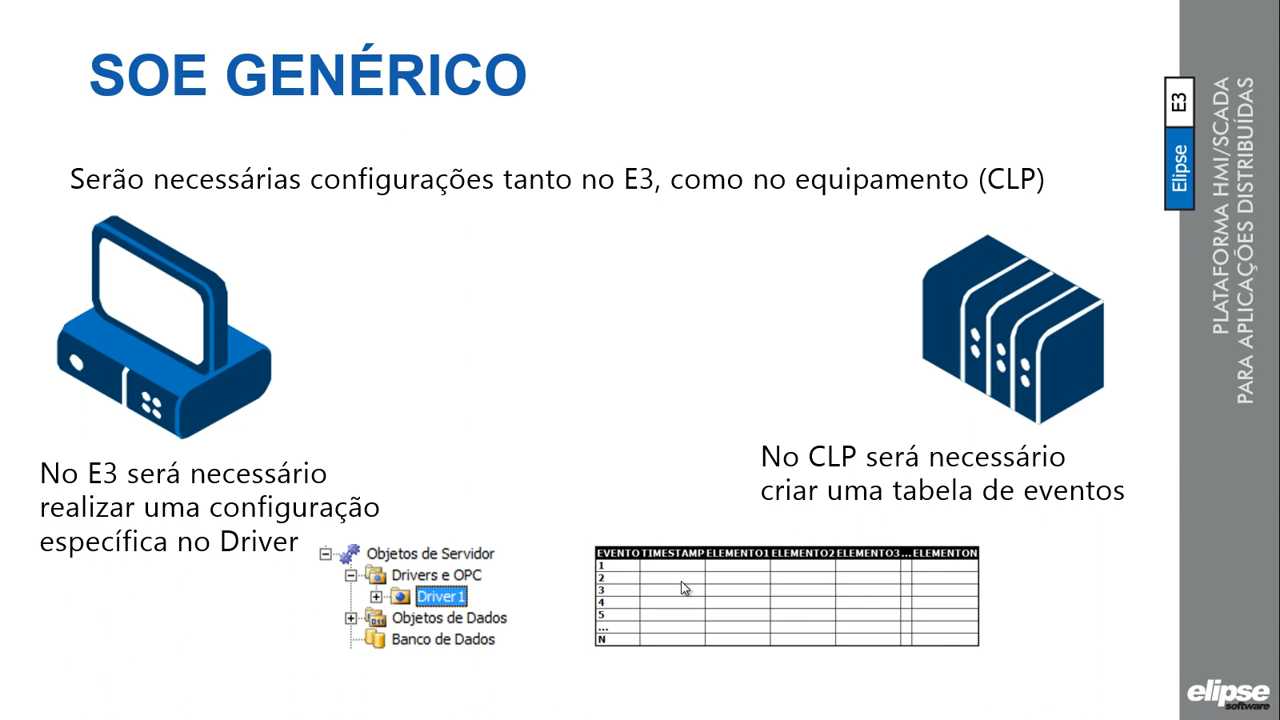 SOE GENÉRICO
Serão necessárias configurações tanto no E3, como no equipamento (CLP)
No E3 será necessário
realizar uma configuração
específica no Driver
No CLP será necessário
criar uma tabela de eventos
Objetos de Servidor
Drivers e OPC
Driver1
Objetos de Dados
Banco de Dados
EVENTO TIMESTAMP ELEMENTO1 ELEMENTO2 ELEMENTO3 ... ELEMENTON
1
2
3
4
5
...
N
Elipse E3
PLATAFORMA HMI/SCADA
PARA APLICAÇÕES DISTRIBUÍDAS
elipse
software